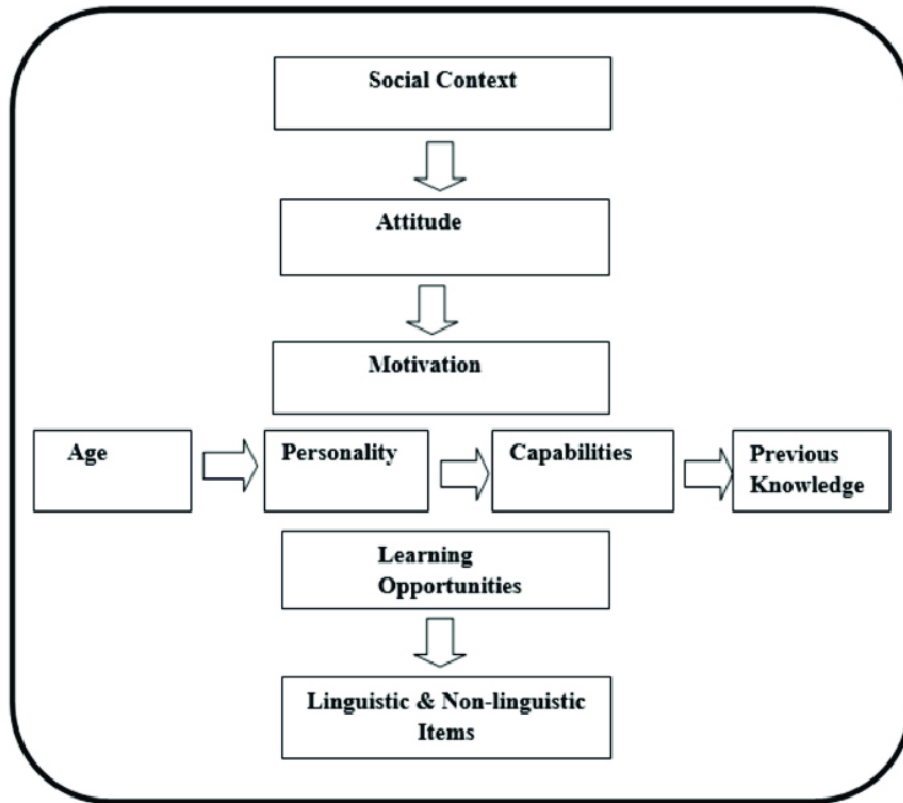 Social Context
Attitude
Motivation
Age
Personality
Capabilities
Previous
Knowledge
Learning
Opportunities
Linguistic & Non-linguistic
Items